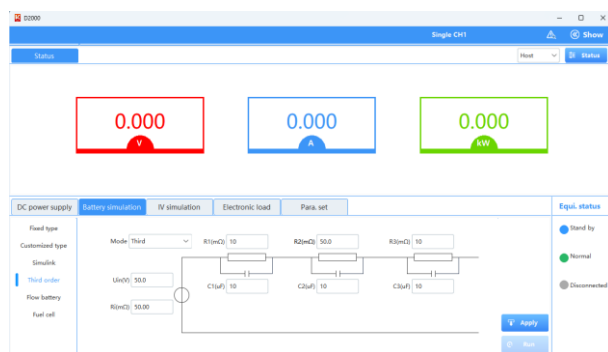 D2000
Single CH1
Show
Status
Host
Status
0.000
0.000
0.000
V
A
kW
DC power supply
Battery simulation
IV simulation
Electronic load
Para. set
Equi. status
Fixed type
Customized type
Simulink
Third order
Flow battery
Fuel cell
Mode Third
R1(mΩ) 10
R2(mΩ) 50.0
R3(mΩ) 10
Uin(V) 50.0
C1(uF) 10
C2(uF) 10
C3(uF) 10
Ri(mΩ) 50.00
Stand by
Normal
Disconnected
Apply
Run